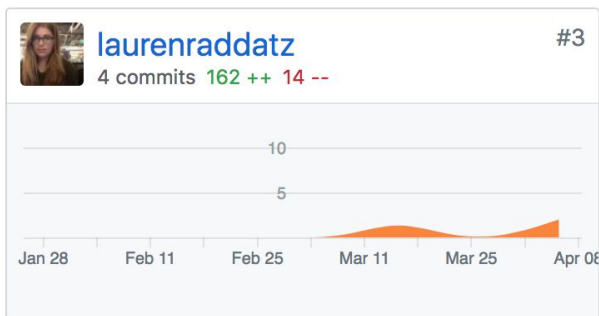 laurenraddatz #3
4 commits 162 ++ 14 --
10
5
Jan 28 Feb 11 Feb 25 Mar 11 Mar 25 Apr 08